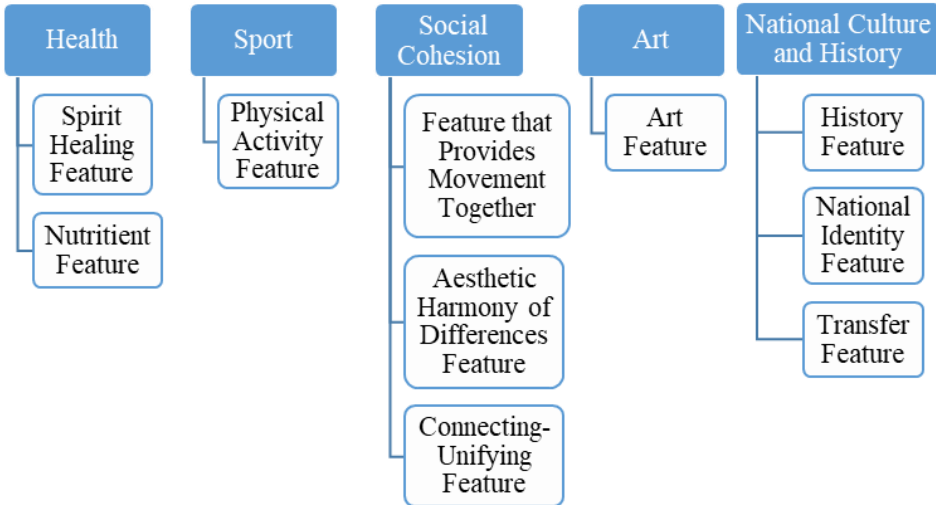 Health
Spirit
Healing
Feature
Nutritient
Feature
Sport
Physical
Activity
Feature
Social
Cohesion
Feature that
Provides
Movement
Together
Aesthetic
Harmony of
Differences
Feature
Connecting-
Unifying
Feature
Art
Art
Feature
National Culture
and History
History
Feature
National
Identity
Feature
Transfer
Feature